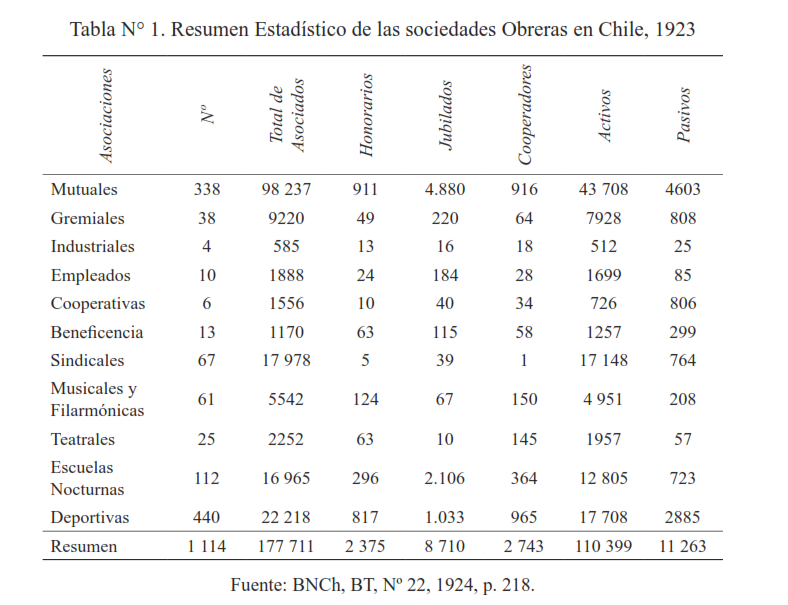 Tabla N° 1. Resumen Estadístico de las sociedades Obreras en Chile, 1923
Asociaciones Nº Total de Asociados Honorarios Jubilados Cooperadores Activos Pasivos
Mutuales 338 98 237 911 4.880 916 43 708 4603
Gremiales 38 9220 49 220 64 7928 808
Industriales 4 585 13 16 18 512 25
Empleados 10 1888 24 184 28 1699 85
Cooperativas 6 1556 10 40 34 726 806
Beneficencia 13 1170 63 115 58 1257 299
Sindicales 67 17 978 5 39 1 17 148 764
Musicales y
Filarmónicas 61 5542 124 67 150 4 951 208
Teatrales 25 2252 63 10 145 1957 57
Escuelas
Nocturnas 112 16 965 296 2.106 364 12 805 723
Deportivas 440 22 218 817 1.033 965 17 708 2885
Resumen 1 114 177 711 2 375 8 710 2 743 110 399 11 263
Fuente: BNCh, BT, Nº 22, 1924, p. 218.